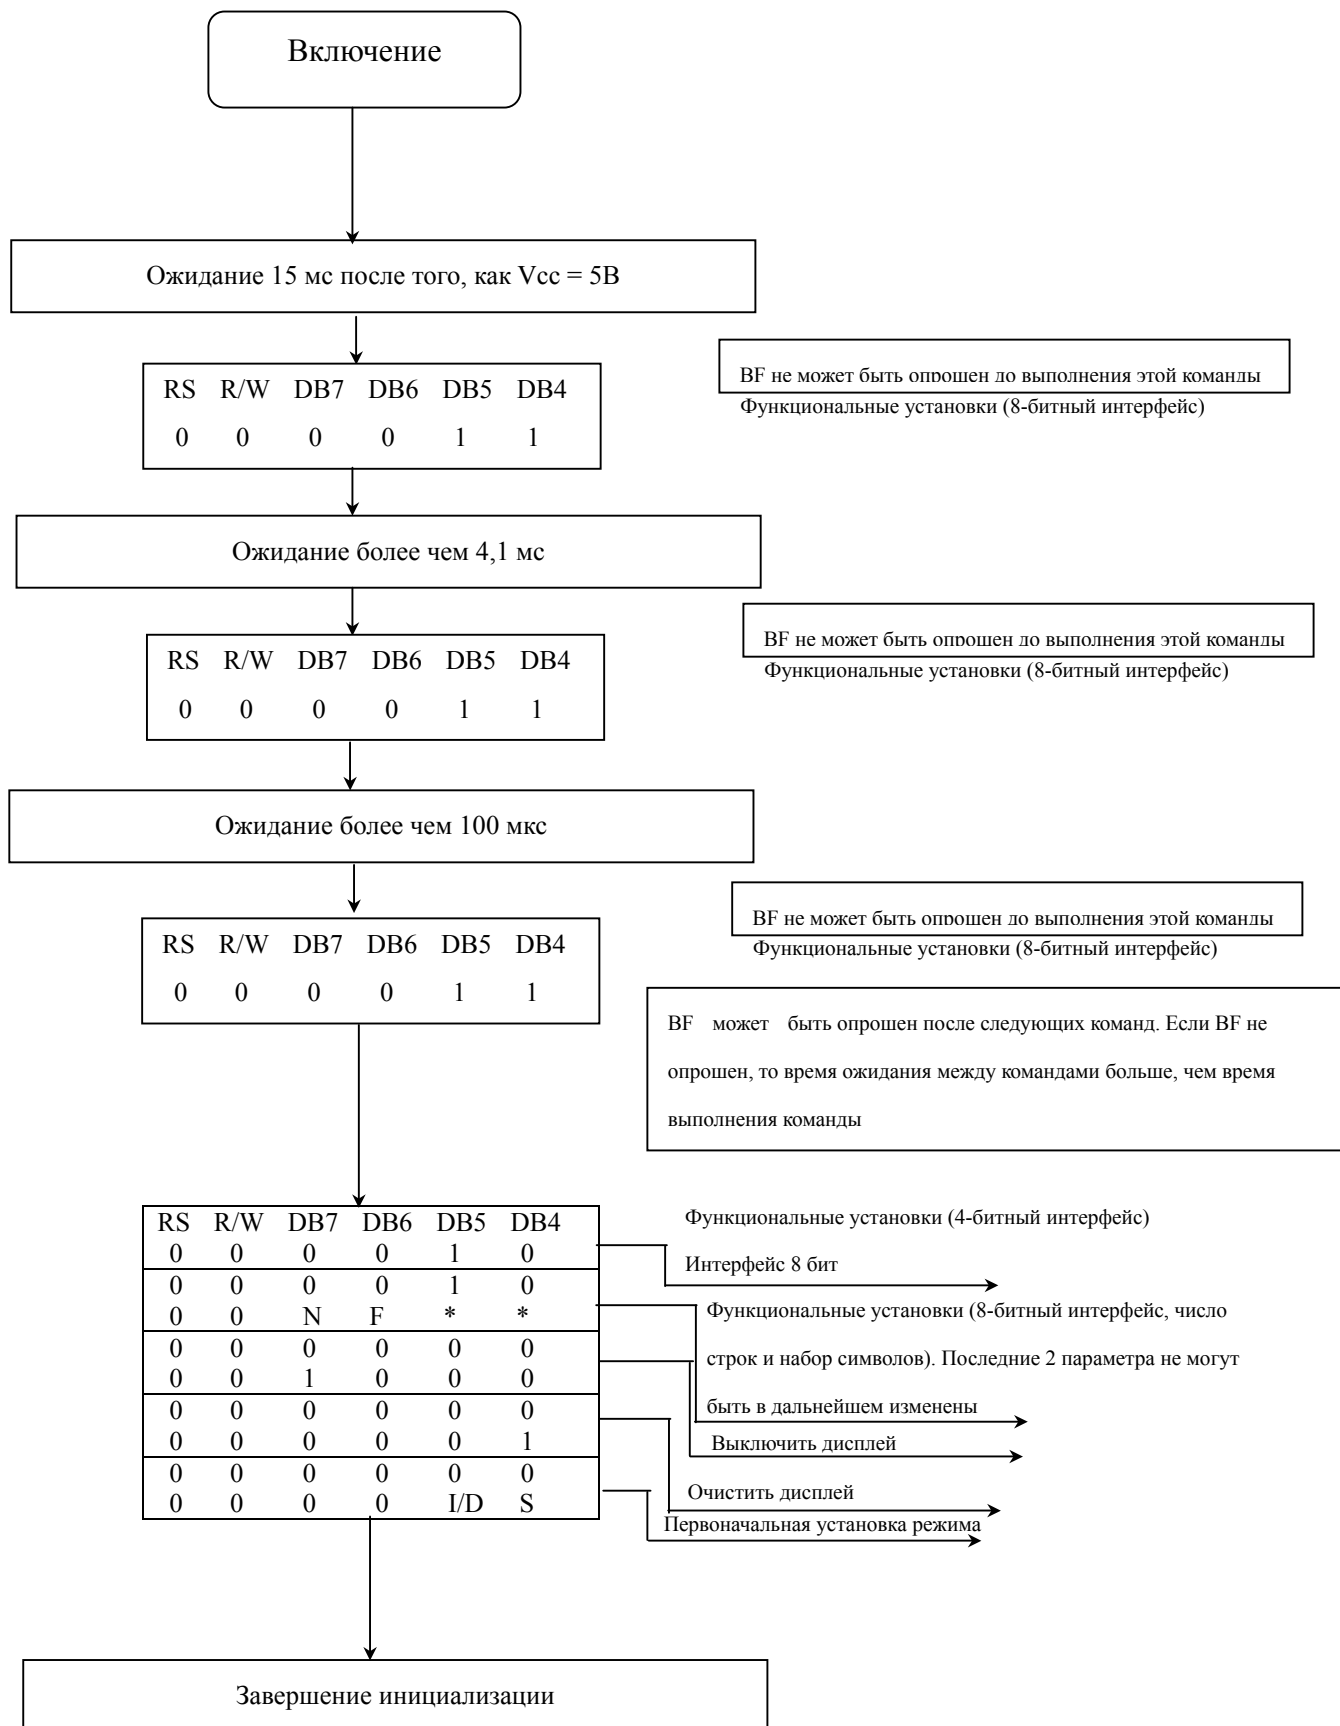 Включение
Ожидание 15 мс после того, как Vcc = 5В
RS R/W DB7 DB6 DB5 DB4
0 0 0 0 1 1
BF не может быть опрошен до выполнения этой команды
Функциональные установки (8-битный интерфейс)
Ожидание более чем 4,1 мс
RS R/W DB7 DB6 DB5 DB4
0 0 0 0 1 1
BF не может быть опрошен до выполнения этой команды
Функциональные установки (8-битный интерфейс)
Ожидание более чем 100 мкс
RS R/W DB7 DB6 DB5 DB4
0 0 0 0 1 1
BF не может быть опрошен до выполнения этой команды
Функциональные установки (8-битный интерфейс)
BF может быть опрошен после следующих команд. Если BF не
опрошен, то время ожидания между командами больше, чем время
выполнения команды
RS R/W DB7 DB6 DB5 DB4
0 0 0 0 1 0
0 0 0 0 1 0
0 0 N F * *
0 0 0 0 0 0
0 0 1 0 0 0
0 0 0 0 0 0
0 0 0 0 0 1
0 0 0 0 0 0
0 0 0 0 I/D S
Функциональные установки (4-битный интерфейс)
Интерфейс 8 бит
Функциональные установки (8-битный интерфейс, число
строк и набор символов). Последние 2 параметра не могут
быть в дальнейшем изменены
Выключить дисплей
Очистить дисплей
Первоначальная установка режима
Завершение инициализации